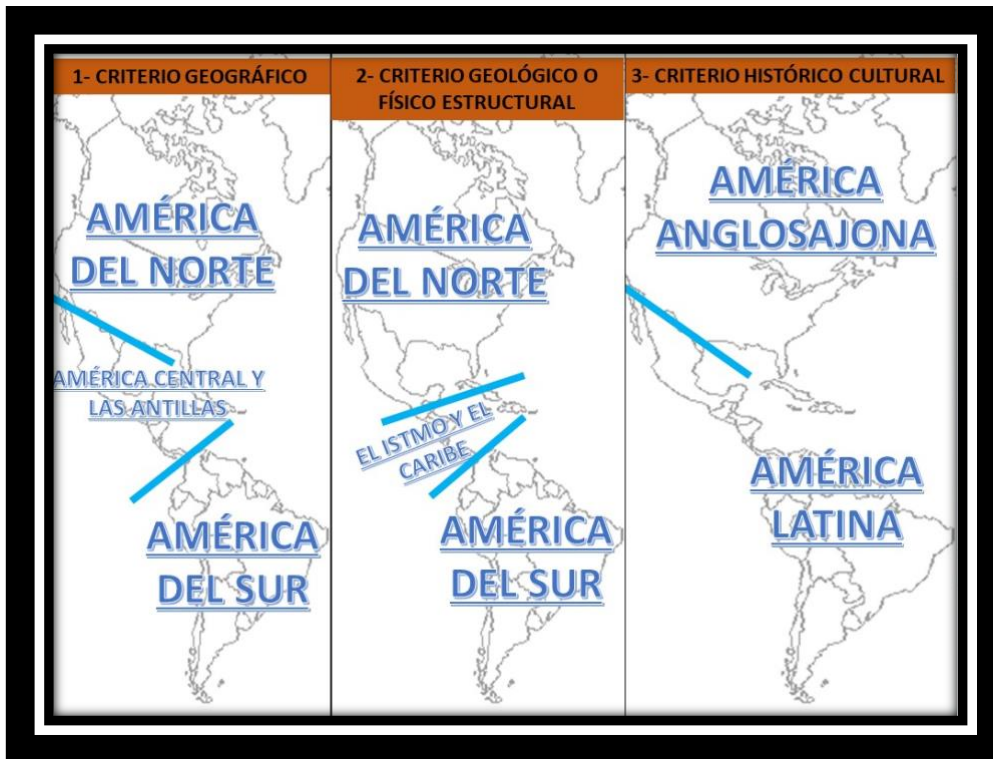 1- CRITERIO GEOGRÁFICO
AMÉRICA
DEL NORTE
AMÉRICA CENTRAL Y
LAS ANTILLAS
AMÉRICA
DEL SUR
2- CRITERIO GEOLÓGICO O
FÍSICO ESTRUCTURAL
AMÉRICA
DEL NORTE
EL ISTMO Y EL
CARIBE
AMÉRICA
DEL SUR
3- CRITERIO HISTÓRICO CULTURAL
AMÉRICA
ANGLOSAJONA
AMÉRICA
LATINA